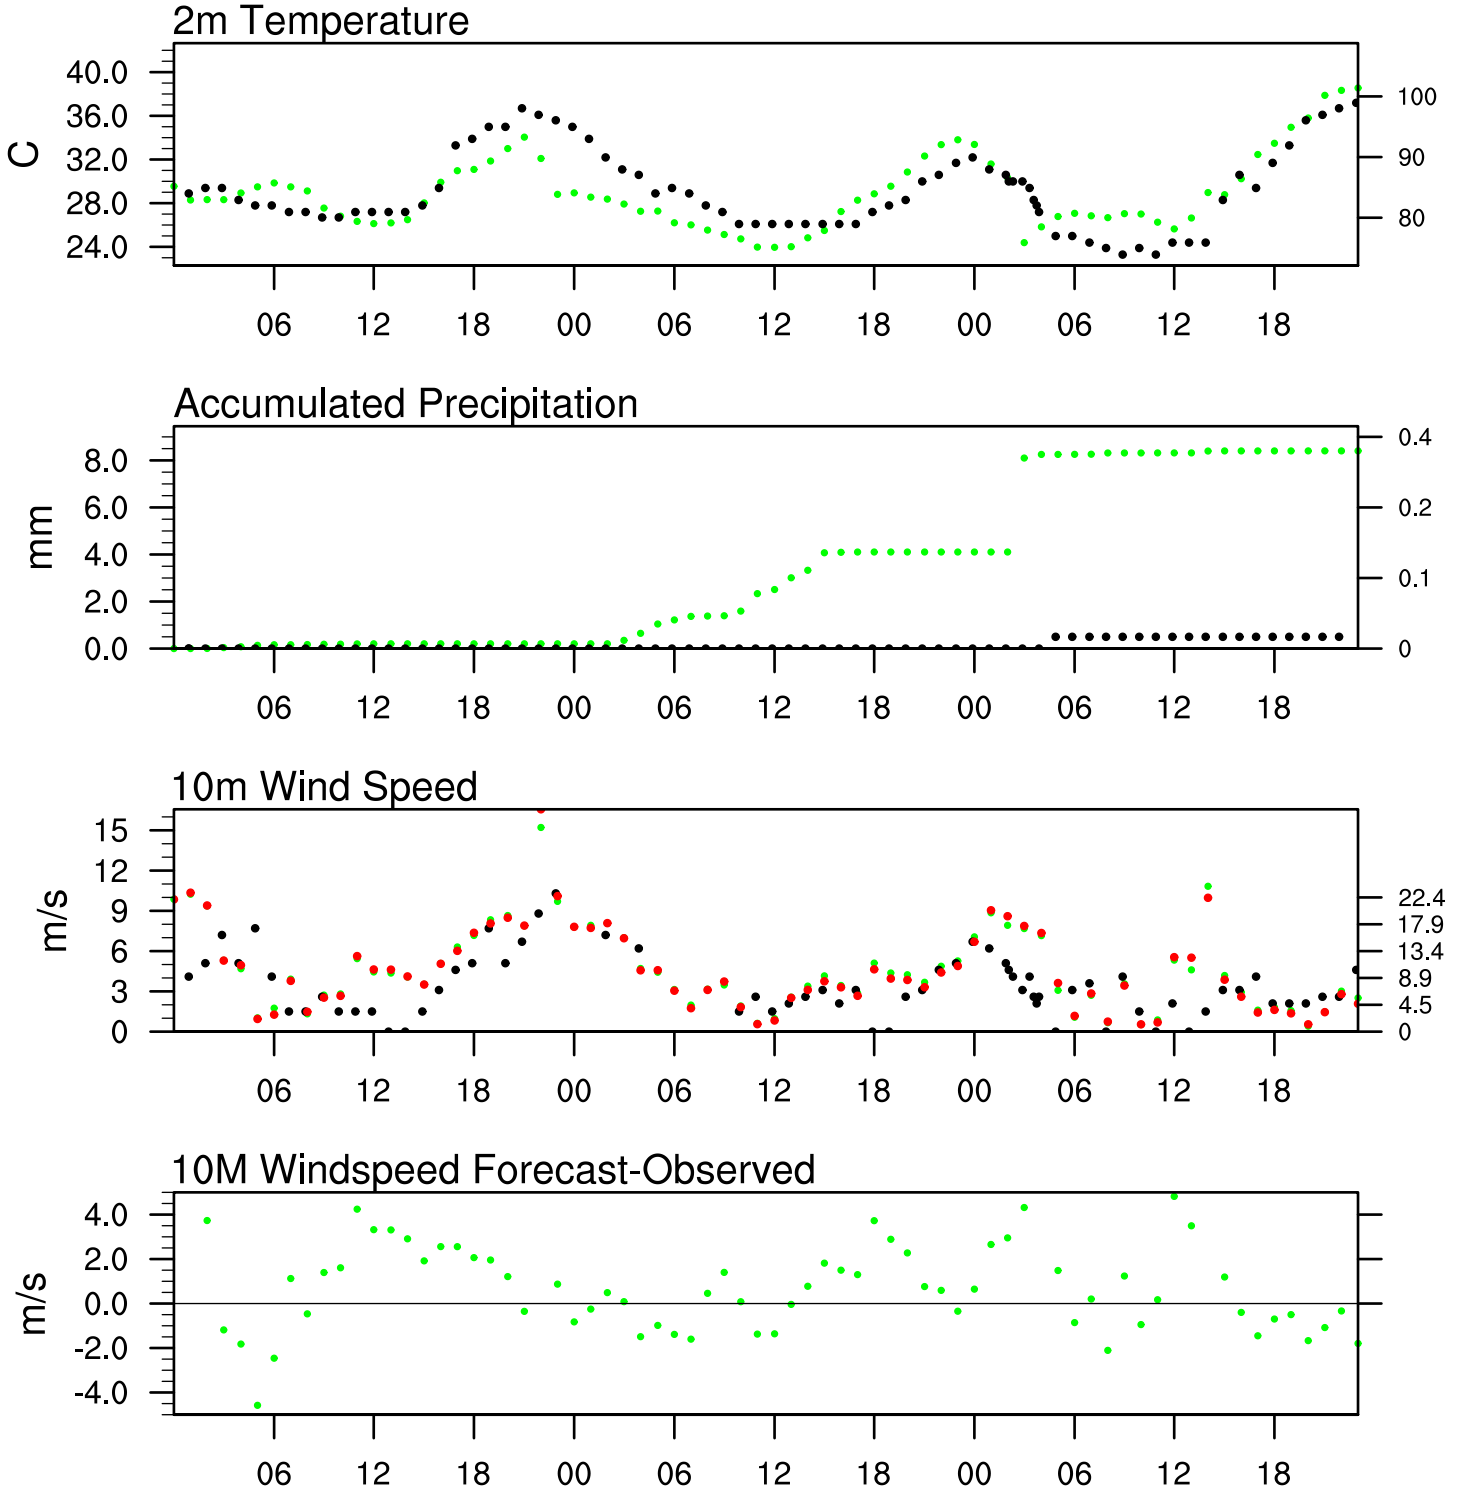 2m Temperature
40.0
36.0
32.0
28.0
24.0
C
100
90
80
06 12 18 00 06 12 18 00 06 12 18
Accumulated Precipitation
8.0
6.0
4.0
2.0
0.0
mm
0.4
0.2
0.1
0
06 12 18 00 06 12 18 00 06 12 18
10m Wind Speed
15
12
9
6
3
0
m/s
22.4
17.9
13.4
8.9
4.5
0
06 12 18 00 06 12 18 00 06 12 18
10M Windspeed Forecast-Observed
4.0
2.0
0.0
-2.0
-4.0
m/s
06 12 18 00 06 12 18 00 06 12 18